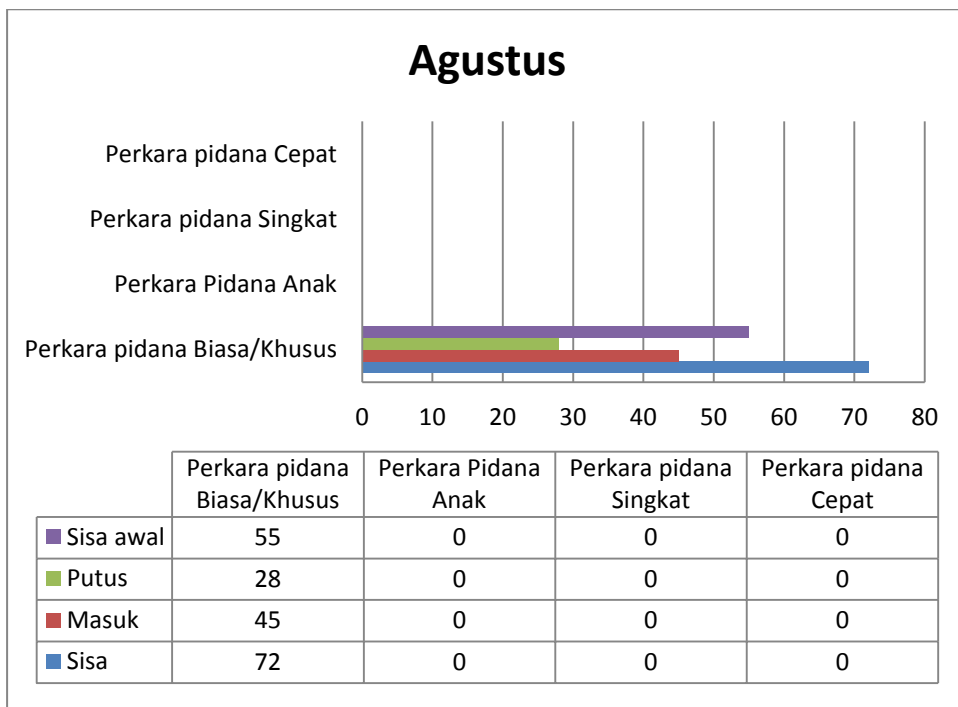 Agustus
Perkara pidana Cepat
Perkara pidana Singkat
Perkara Pidana Anak
Perkara pidana Biasa/Khusus
0 10 20 30 40 50 60 70 80
Perkara pidana Perkara Pidana Perkara pidana Perkara pidana
Biasa/Khusus Anak Singkat Cepat
Sisa awal 55 0 0 0
Putus 28 0 0 0
Masuk 45 0 0 0
Sisa 72 0 0 0